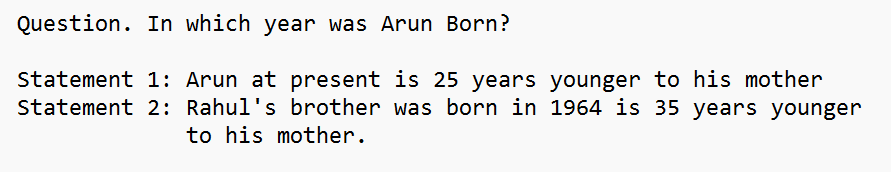 Question. In which year was Arun Born?
Statement 1: Arun at present is 25 years younger to his mother
Statement 2: Rahul's brother was born in 1964 is 35 years younger
to his mother.